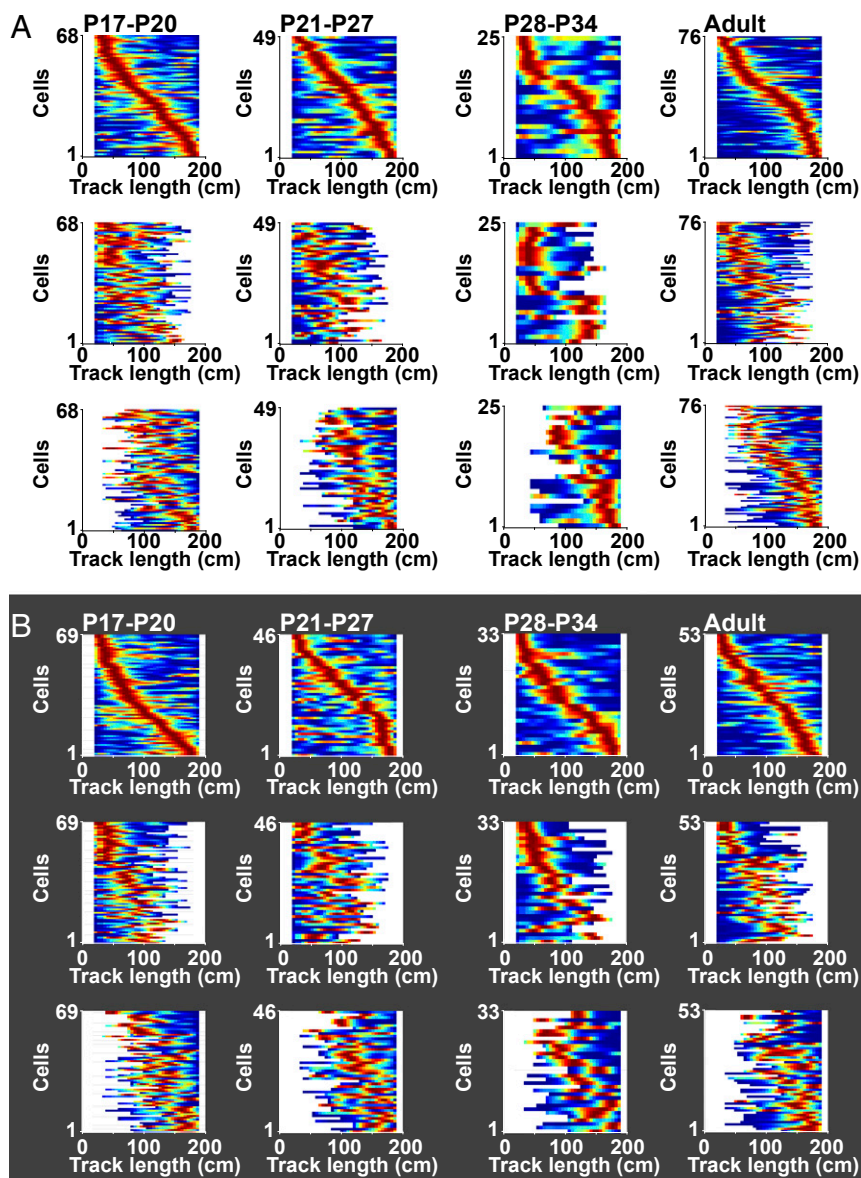 A
P17-P20 P21-P27 P28-P34 Adult
68 49 25 76
Cells Cells Cells Cells
1 1 1 1
0 100 200 0 100 200 0 100 200 0 100 200
Track length (cm) Track length (cm) Track length (cm) Track length (cm)
68 49 25 76
Cells Cells Cells Cells
1 1 1 1
0 100 200 0 100 200 0 100 200 0 100 200
Track length (cm) Track length (cm) Track length (cm) Track length (cm)
68 49 25 76
Cells Cells Cells Cells
1 1 1 1
0 100 200 0 100 200 0 100 200 0 100 200
Track length (cm) Track length (cm) Track length (cm) Track length (cm)
B
P17-P20 P21-P27 P28-P34 Adult
69 46 33 53
Cells Cells Cells Cells
1 1 1 1
0 100 200 0 100 200 0 100 200 0 100 200
Track length (cm) Track length (cm) Track length (cm) Track length (cm)
69 46 33 53
Cells Cells Cells Cells
1 1 1 1
0 100 200 0 100 200 0 100 200 0 100 200
Track length (cm) Track length (cm) Track length (cm) Track length (cm)
69 46 33 53
Cells Cells Cells Cells
1 1 1 1
0 100 200 0 100 200 0 100 200 0 100 200
Track length (cm) Track length (cm) Track length (cm) Track length (cm)